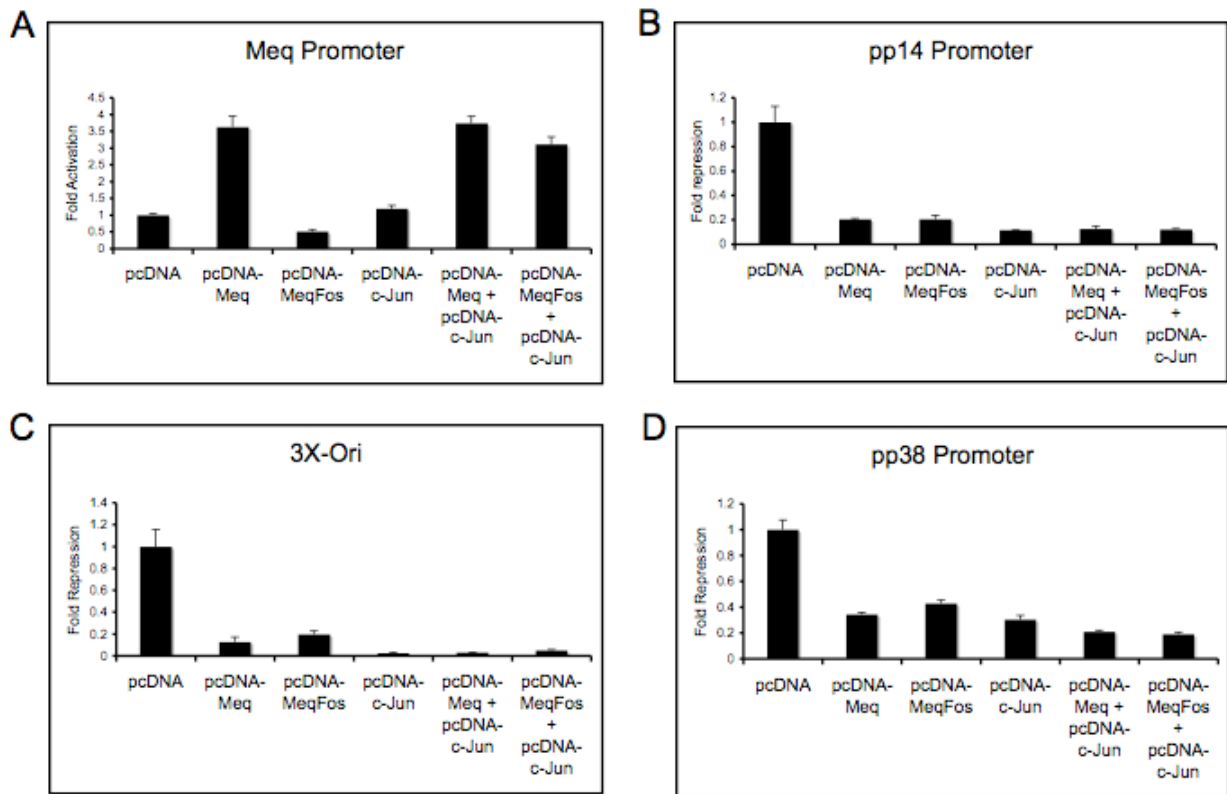 A
Meq Promoter
Fold Activation
4.5
4
3.5
3
2.5
2
1.5
1
0.5
0
pcDNA
pcDNA-
Meq
pcDNA-
MeqFos
pcDNA-
c-Jun
pcDNA-
Meq +
pcDNA-
c-Jun
pcDNA-
MeqFos
+
pcDNA-
c-Jun
B
pp14 Promoter
Fold repression
1.2
1
0.8
0.6
0.4
0.2
0
pcDNA
pcDNA-
Meq
pcDNA-
MeqFos
pcDNA-
c-Jun
pcDNA-
Meq +
pcDNA-
c-Jun
pcDNA-
MeqFos
+
pcDNA-
c-Jun
C
3X-Ori
Fold Repression
1.4
1.2
1
0.8
0.6
0.4
0.2
0
pcDNA
pcDNA-
Meq
pcDNA-
MeqFos
pcDNA-
c-Jun
pcDNA-
Meq +
pcDNA-
c-Jun
pcDNA-
MeqFos
+
pcDNA-
c-Jun
D
pp38 Promoter
Fold Repression
1.2
1
0.8
0.6
0.4
0.2
0
pcDNA
pcDNA-
Meq
pcDNA-
MeqFos
pcDNA-
c-Jun
pcDNA-
Meq +
pcDNA-
c-Jun
pcDNA-
MeqFos
+
pcDNA-
c-Jun